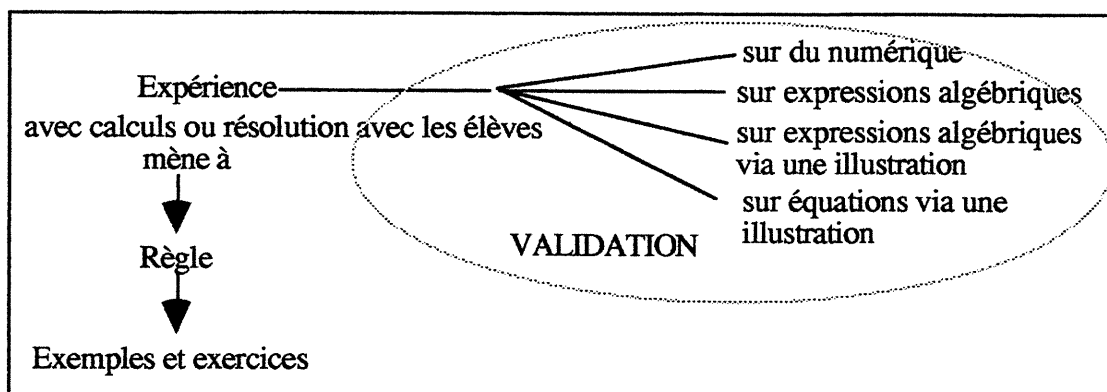 sur du numérique
Expérience
sur expressions algébriques
avec calculs ou résolution avec les élèves
mène à
sur expressions algébriques
via une illustration
sur équations via une
illustration
VALIDATION
Règle
Exemples et exercices